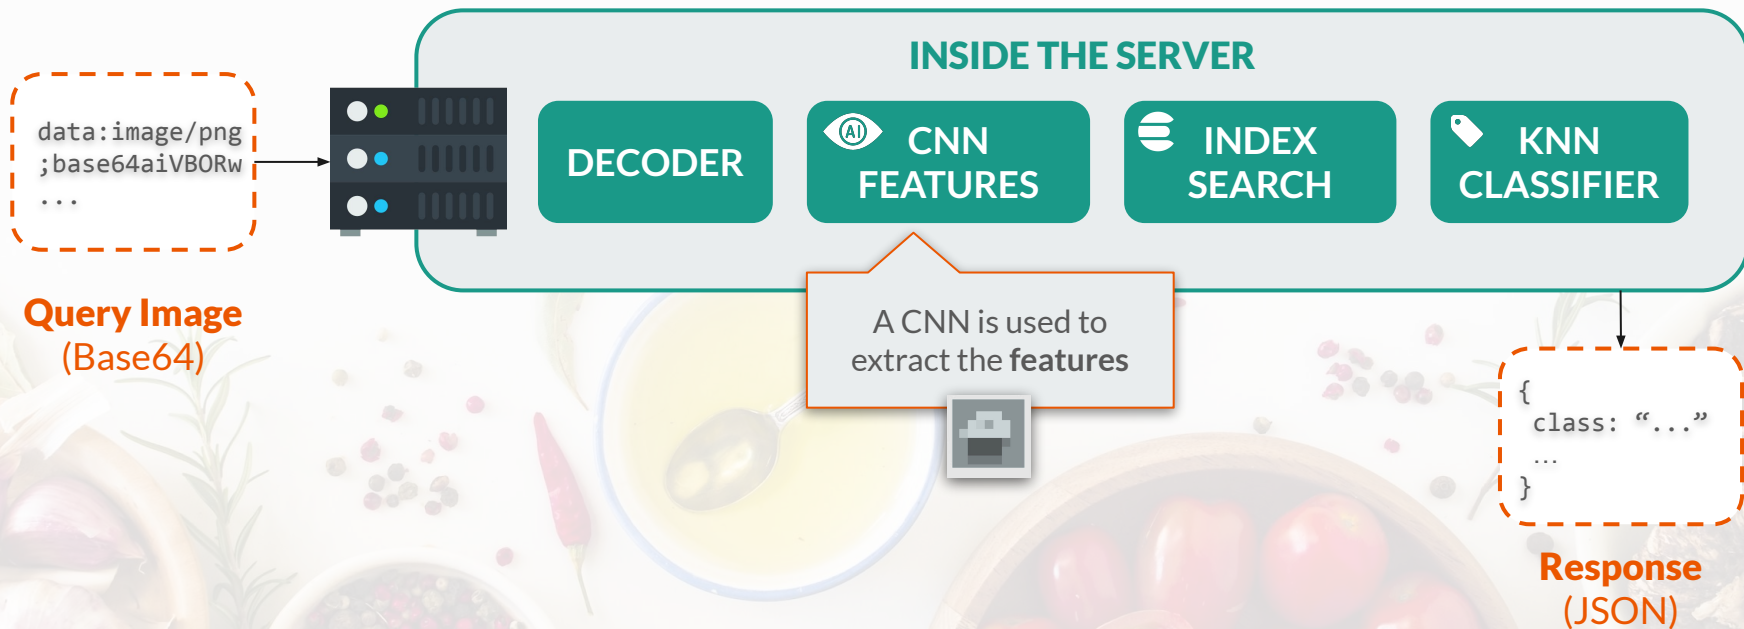 INSIDE THE SERVER
data:image/png
;base64aiVBORw
...
Query Image
(Base64)
DECODER
AI
CNN
FEATURES
INDEX
SEARCH
KNN
CLASSIFIER
A CNN is used to
extract the features
{
class: “...”
...
}
Response
(JSON)